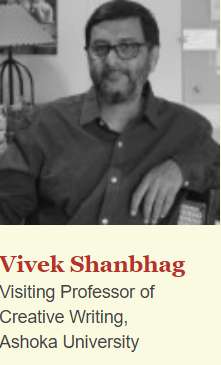 Vivek Shanbhag
Visiting Professor of
Creative Writing,
Ashoka University